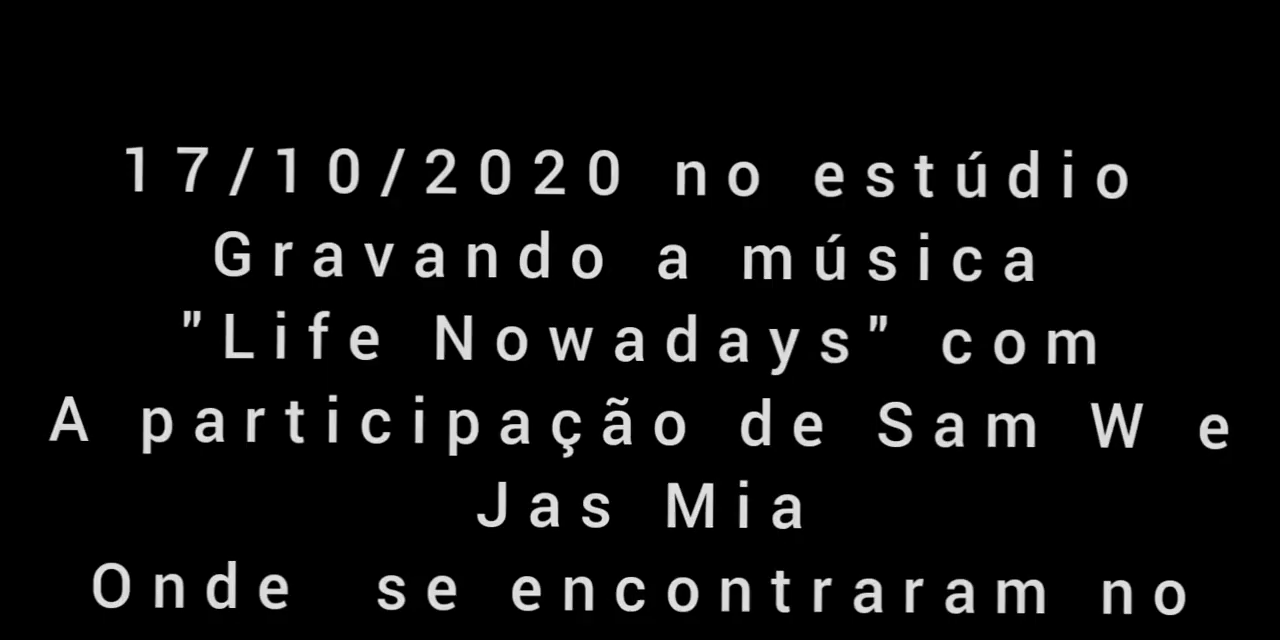 17/10/2020 no estúdio
Gravando a música
"Life Nowadays" com
A participação de Sam W e
Jas Mia
Onde se encontraram no